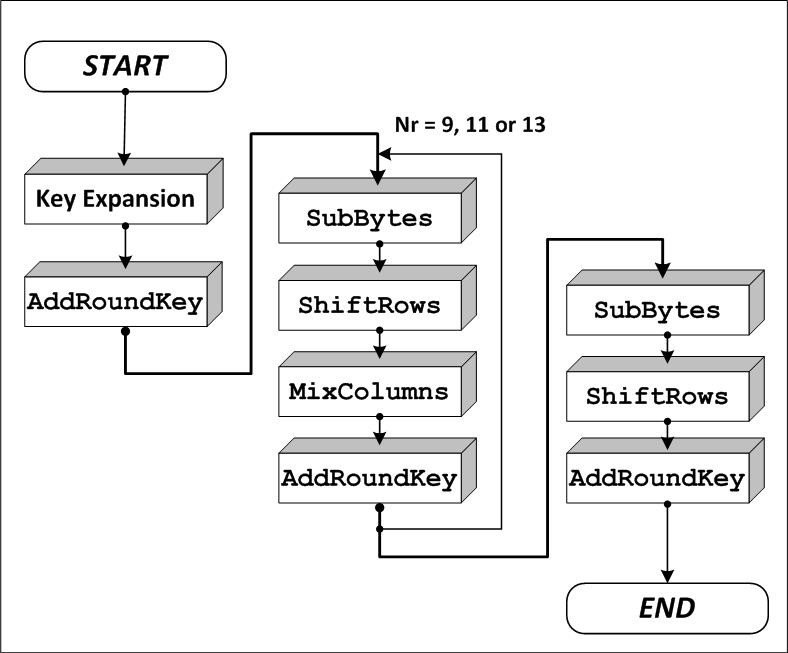 START
Key Expansion
AddRoundKey
Nr = 9, 11 or 13
SubBytes
ShiftRows
MixColumns
AddRoundKey
SubBytes
ShiftRows
AddRoundKey
END